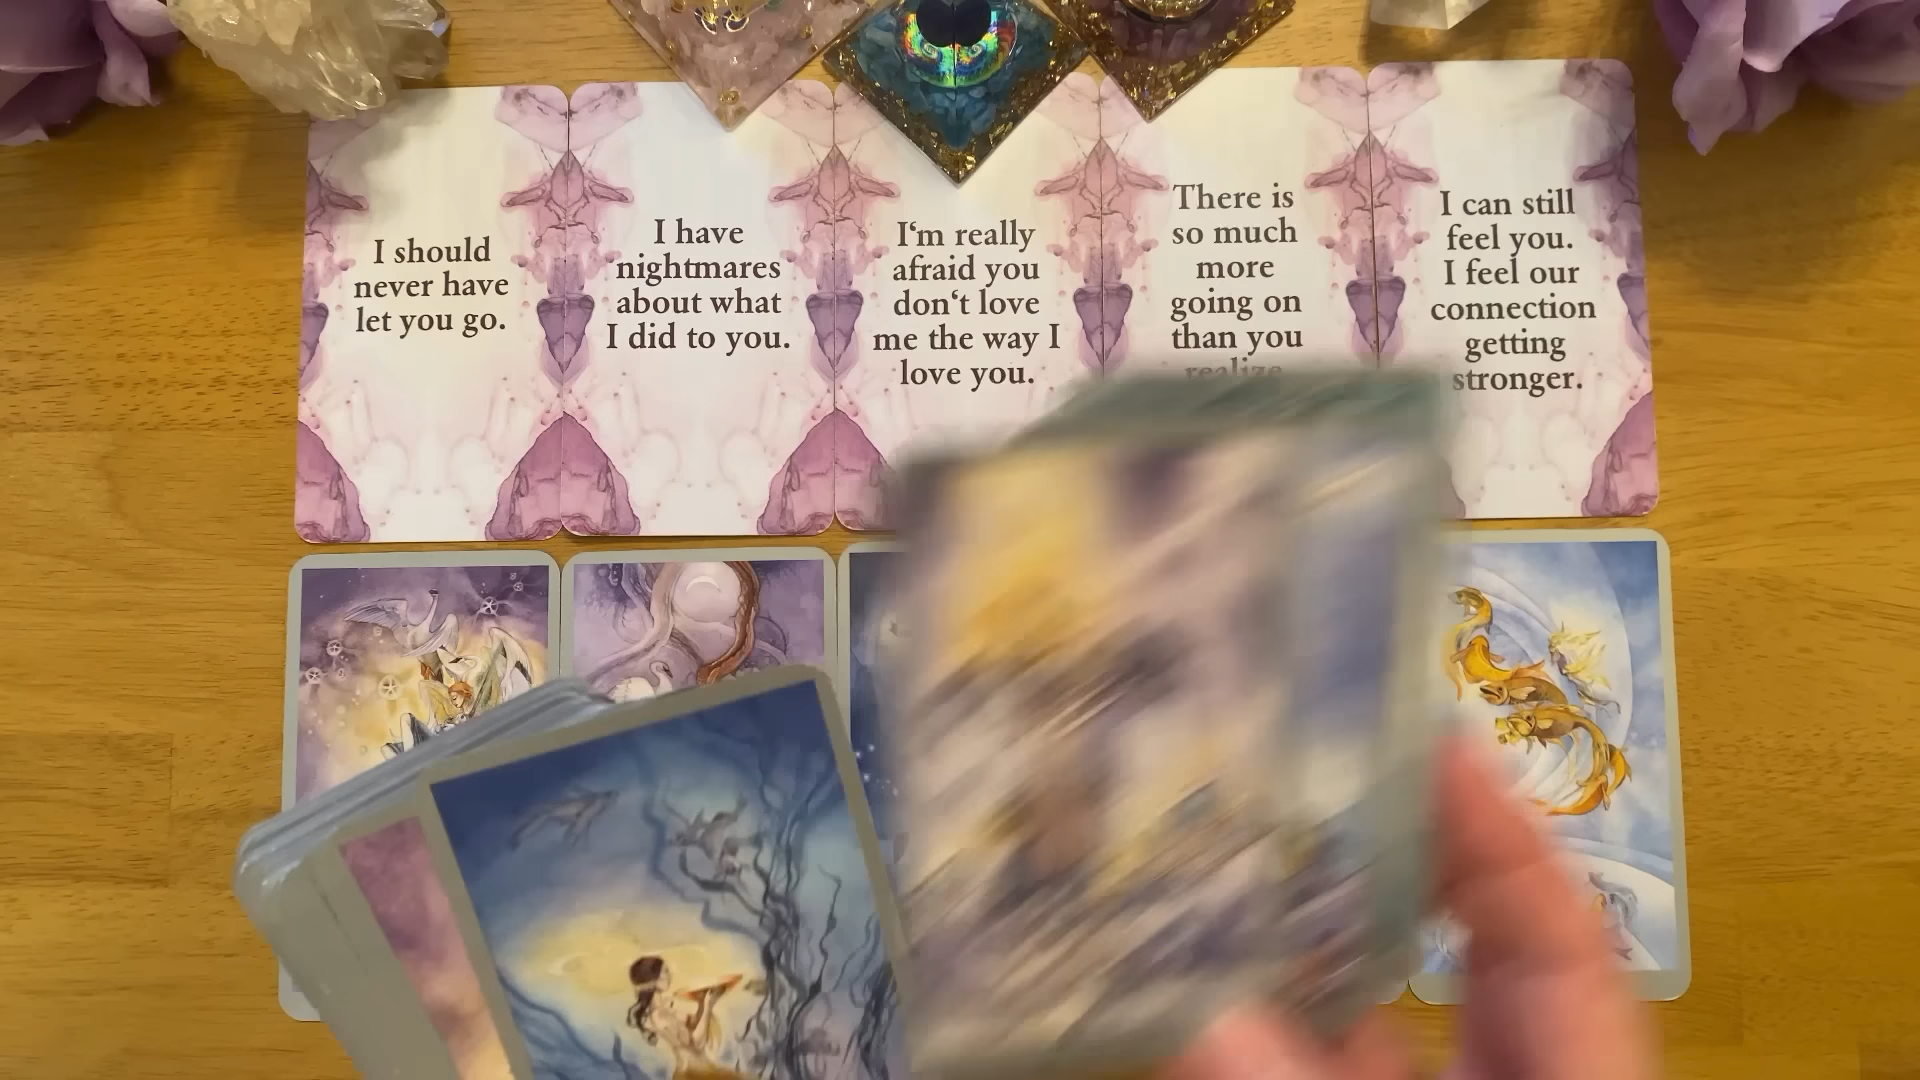 I should
never have
let you go.
I have
nightmares
about what
I did to you.
I‘m really
afraid you
don‘t love
me the way I
love you.
There is
so much
more
going on
than you
realize
I can still
feel you.
I feel our
connection
getting
stronger.